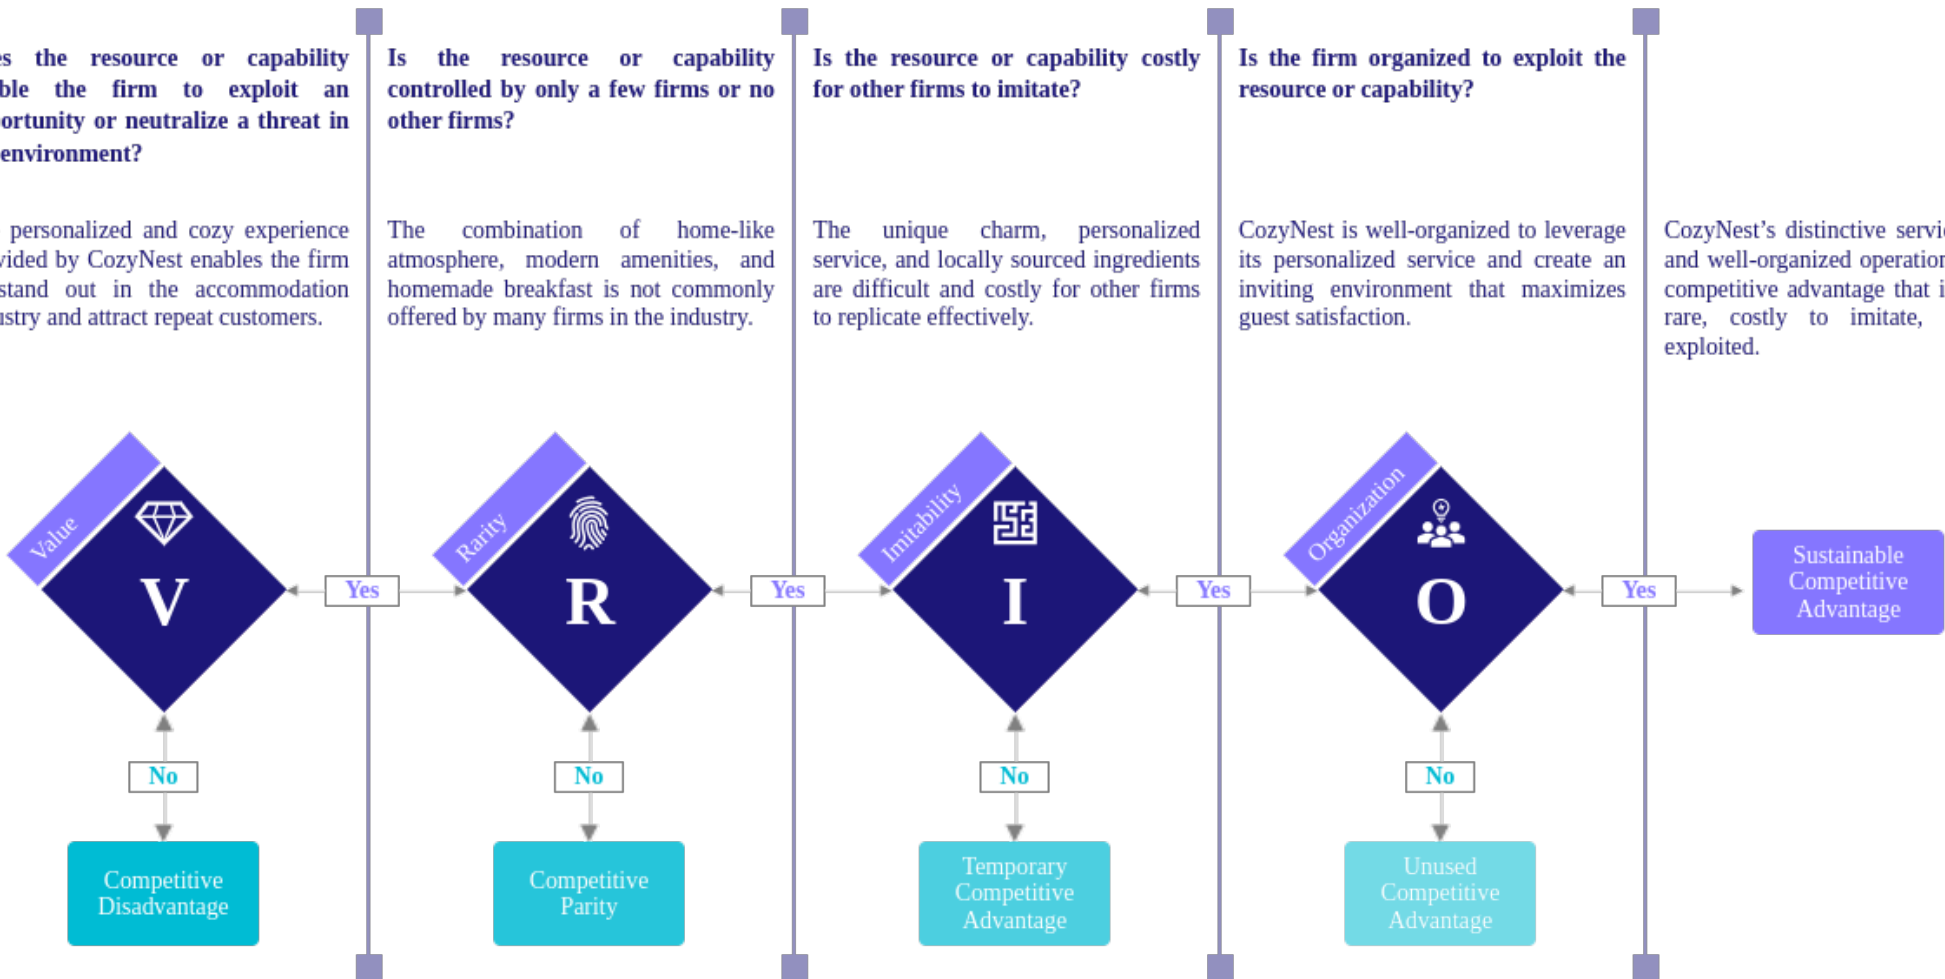 the resource or capability
the firm to exploit an
or neutralize a threat in
environment?
personalized and cozy experience
by CozyNest enables the firm
stand out in the accommodation
and attract repeat customers.
Is the resource or capability
controlled by only a few firms or no
other firms?
The combination of home-like
atmosphere, modern amenities, and
homemade breakfast is not commonly
offered by many firms in the industry.
Is the resource or capability costly
for other firms to imitate?
The unique charm, personalized
service, and locally sourced ingredients
are difficult and costly for other firms
to replicate effectively.
Is the firm organized to exploit the
resource or capability?
CozyNest is well-organized to leverage
its personalized service and create an
inviting environment that maximizes
guest satisfaction.
CozyNest’s distinctive
and well-organized
competitive advantage that
rare, costly to imitate,
exploited.
Value
V
Yes
Rarity
R
Yes
Imitability
I
Yes
Organization
O
Yes
Sustainable
Competitive
Advantage
No
No
No
No
Competitive
Disadvantage
Competitive
Parity
Temporary
Competitive
Advantage
Unused
Competitive
Advantage